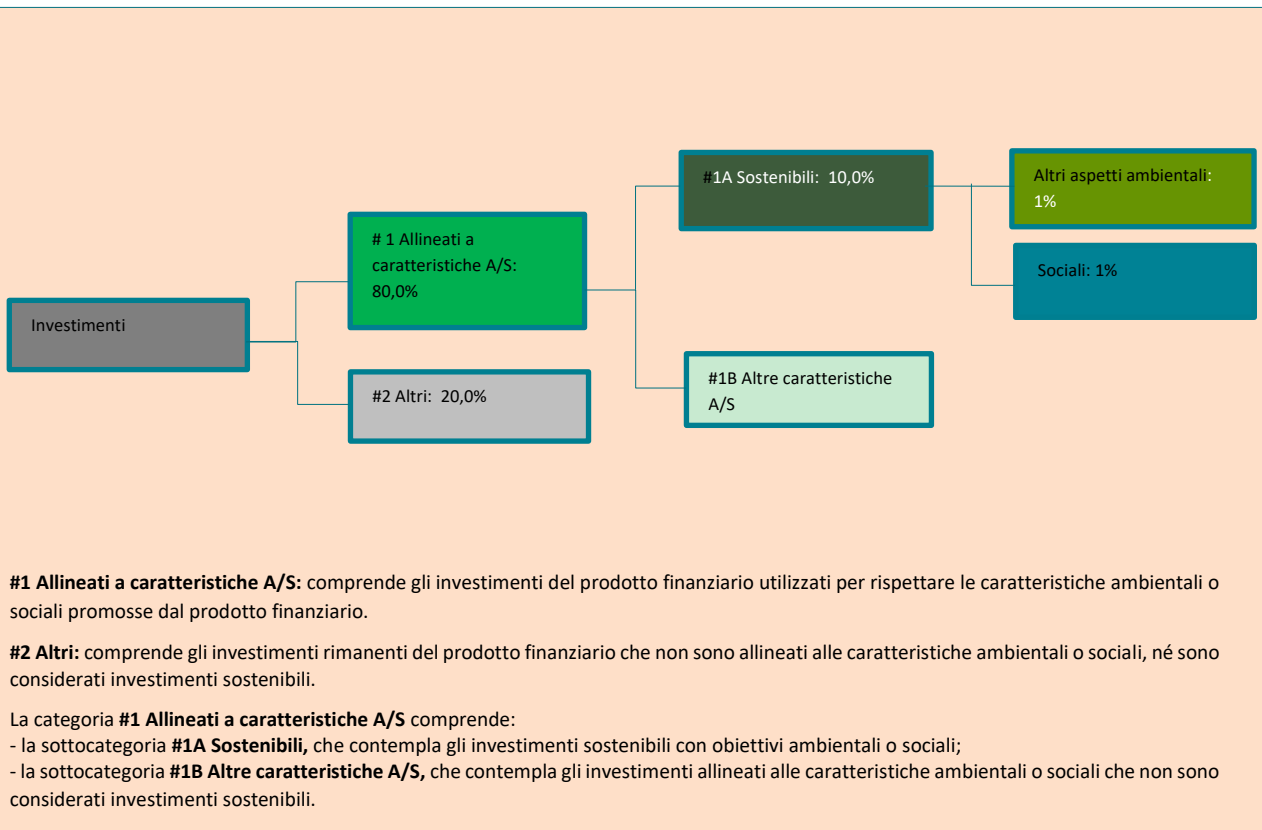 #1A Sostenibili: 10,0%
Altri aspetti ambientali:
1%
# 1 Allineati a
caratteristiche A/S:
80,0%
Sociali: 1%
Investimenti
#2 Altri: 20,0%
#1B Altre caratteristiche
A/S
#1 Allineati a caratteristiche A/S: comprende gli investimenti del prodotto finanziario utilizzati per rispettare le caratteristiche ambientali o
sociali promosse dal prodotto finanziario.
#2 Altri: comprende gli investimenti rimanenti del prodotto finanziario che non sono allineati alle caratteristiche ambientali o sociali, né sono
considerati investimenti sostenibili.
La categoria #1 Allineati a caratteristiche A/S comprende:
- la sottocategoria #1A Sostenibili, che contempla gli investimenti sostenibili con obiettivi ambientali o sociali;
- la sottocategoria #1B Altre caratteristiche A/S, che contempla gli investimenti allineati alle caratteristiche ambientali o sociali che non sono
considerati investimenti sostenibili.